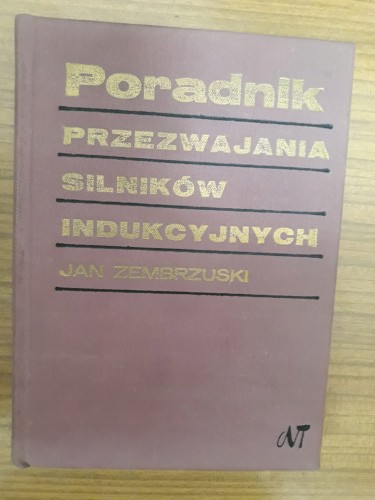 Poradnik
PRZEZWAJANIA
SILNIKÓW
INDUKCYJNYCH
JAN ZEMBRZUSKI
NT